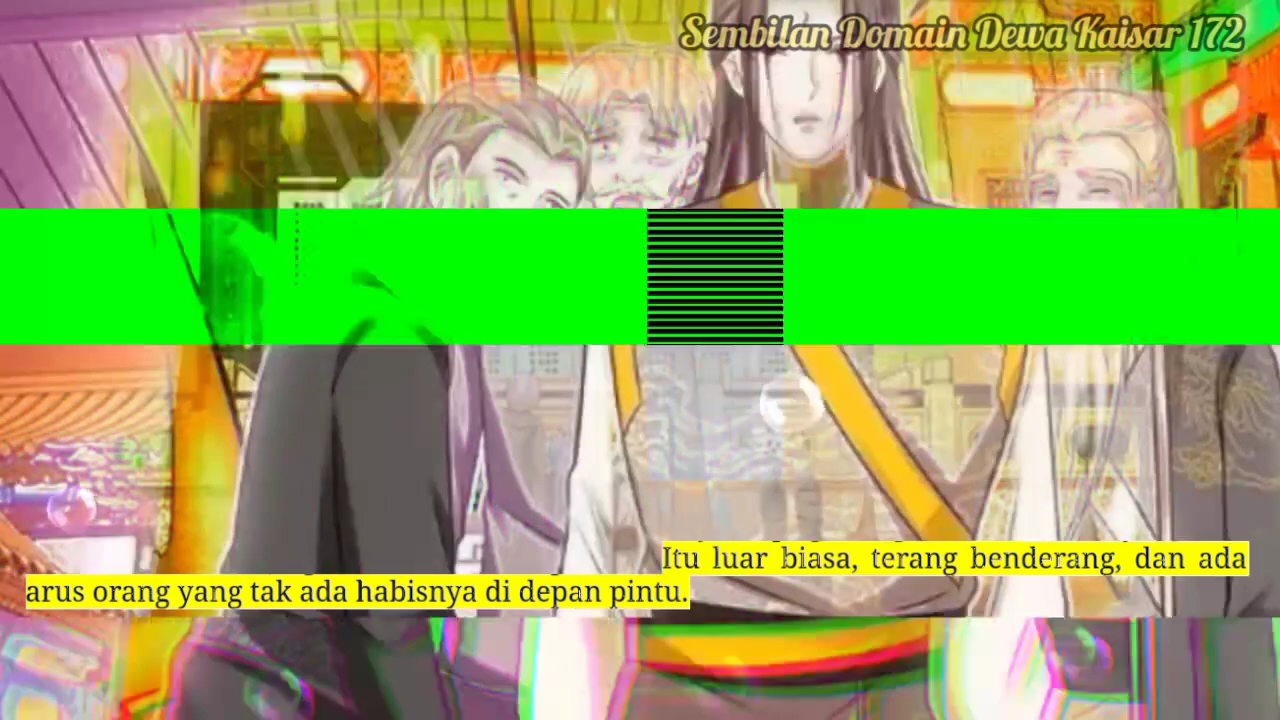 Sembilan Domain Dewa Kaisar 172
Itu luar biasa, terang benderang, dan ada
arus orang yang tak ada habisnya di depan pintu.